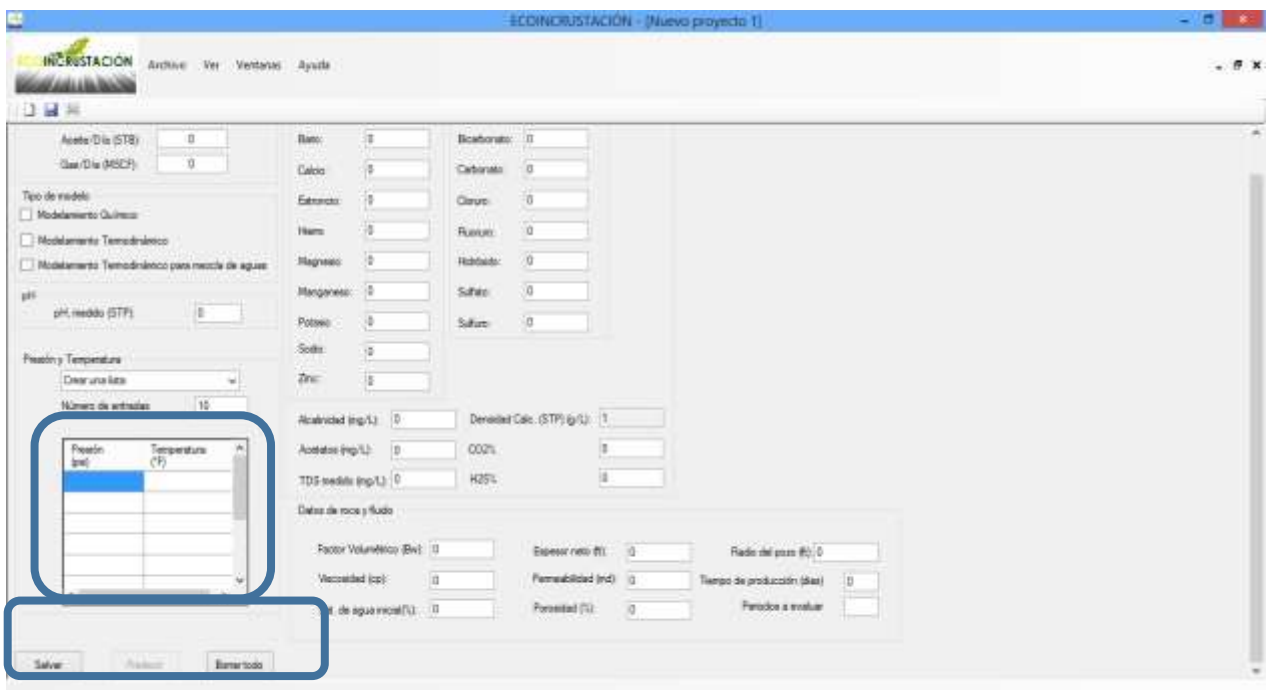 ECOINCRUSTACIÓN - [Nuevo proyecto 1]
ECOINCRUSTACIÓN Archivo Ver Ventanas Ayuda
Aceite/Día (STB) 0
Gas/Día (MSCF) 0
Tipo de modelo
Modelamiento Químico
Modelamiento Termodinámico
Modelamiento Termodinámico para mezcla de aguas
pH
pH, medido (STP) 0
Presión y Temperatura
Crear una lista
Número de entradas 10
Presión (psi) Temperatura (°F)
Salvar Predecir Borrar todo
Bario: 0
Calcio 0
Estroncio: 0
Hierro 0
Magnesio: 0
Manganeso: 0
Potasio 0
Sodio: 0
Zinc: 0
Bicarbonato: 0
Carbonato: 0
Cloruro: 0
Fluoruro: 0
0
Sulfato: 0
Sulfuro: 0
Alcalinidad (mg/L): 0 Densidad Calc. (STP) (g/L): 1
Acetatos (mg/L): 0 CO2% 0
TDS medido (mg/L): 0 H2S% 0
Datos de roca y fluido
Factor Volumétrico (Bw): 0 Espesor neto (ft): 0 Radio del pozo (ft): 0
Viscosidad (cp): 0 Permeabilidad (md): 0 Tiempo de producción (días) 0
de agua inicial(%): 0 Porosidad (%): 0 Periodos a evaluar